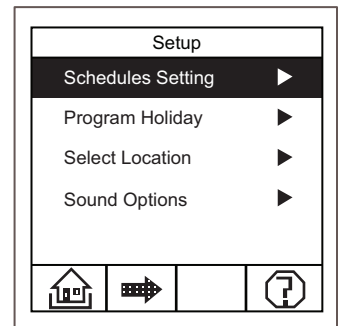 Setup
Schedules Setting
Program Holiday
Select Location
Sound Options
?